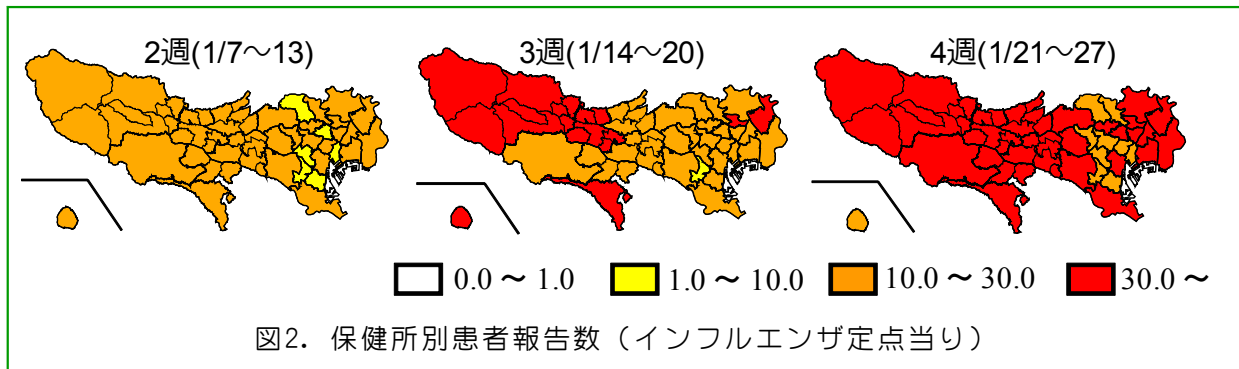 2週(1/7～13)
3週(1/14～20)
4週(1/21～27)
0.0 ～ 1.0
1.0 ～ 10.0
10.0 ～ 30.0
30.0 ～
図2．保健所別患者報告数（インフルエンザ定点当り）